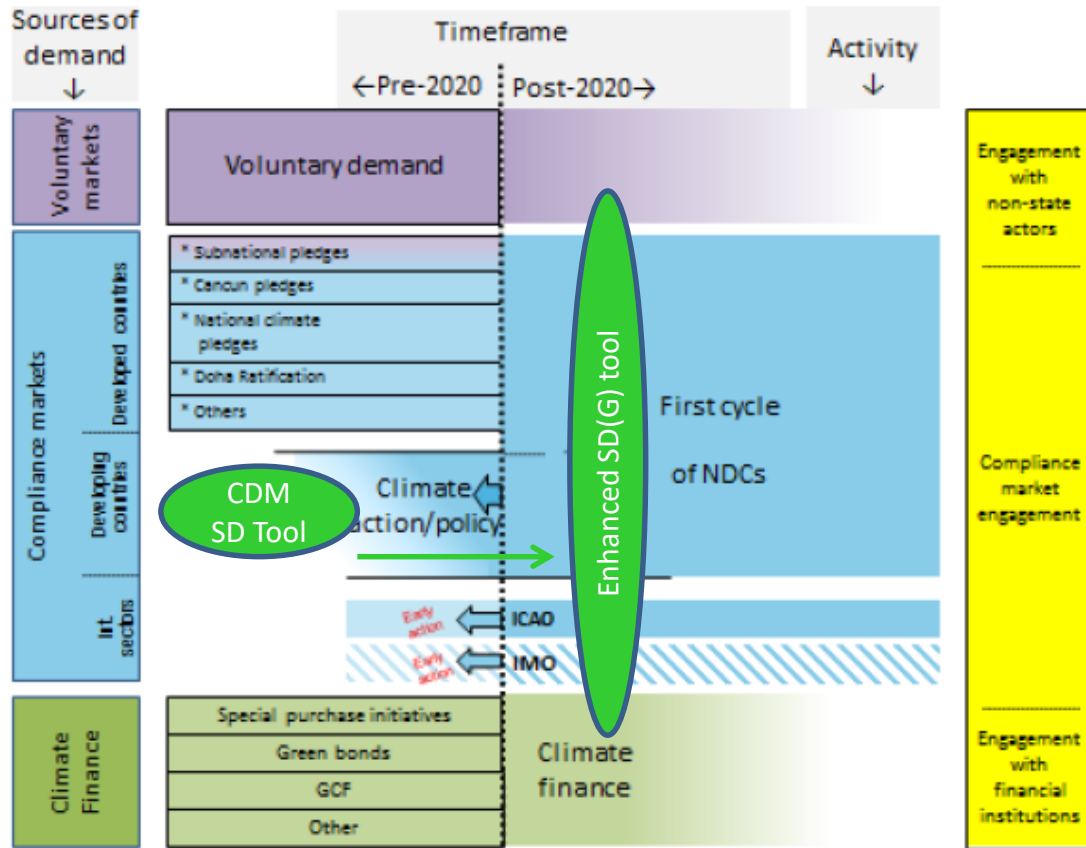 Sources of
demand
↓
Timeframe
←Pre-2020
Post-2020→
Activity
↓
Voluntary
markets
Voluntary demand
Engagement
with
non-state
actors
Compliance markets
Developed countries
* Subnational pledges
* Cancun pledges
* National climate
pledges
* Doha Ratification
* Others
First cycle
of NDCs
Enhanced SD(G) tool
Compliance
market
engagement
Developing
countries
CDM
SD Tool
Climate
action/policy
Int.
sectors
Early
action
ICAO
Early
action
IMO
Climate
Finance
Special purchase initiatives
Green bonds
GCF
Other
Climate
finance
Engagement
with
financial
institutions